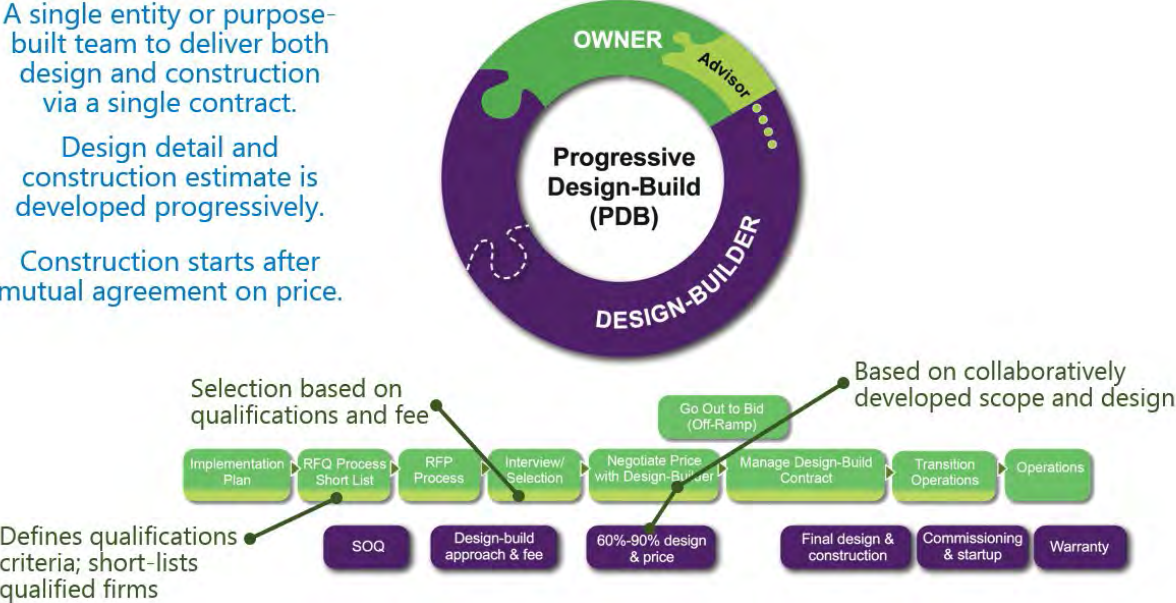 A single entity or purpose-
built team to deliver both
design and construction
via a single contract.
Design detail and
construction estimate is
developed progressively.
Construction starts after
mutual agreement on price.
OWNER
Advisor
Progressive
Design-Build
(PDB)
DESIGN-BUILDER
Selection based on
qualifications and fee
Based on collaboratively
developed scope and design
Go Out to Bid
(Off-Ramp)
Implementation
Plan
RFQ Process
Short List
RFP
Process
Interview/
Selection
Negotiate Price
with Design-Builder
Manage Design-Build
Contract
Transition
Operations
Operations
Defines qualifications
criteria; short-lists
qualified firms
SOQ
Design-build
approach & fee
60%-90% design
& price
Final design &
construction
Commissioning
& startup
Warranty